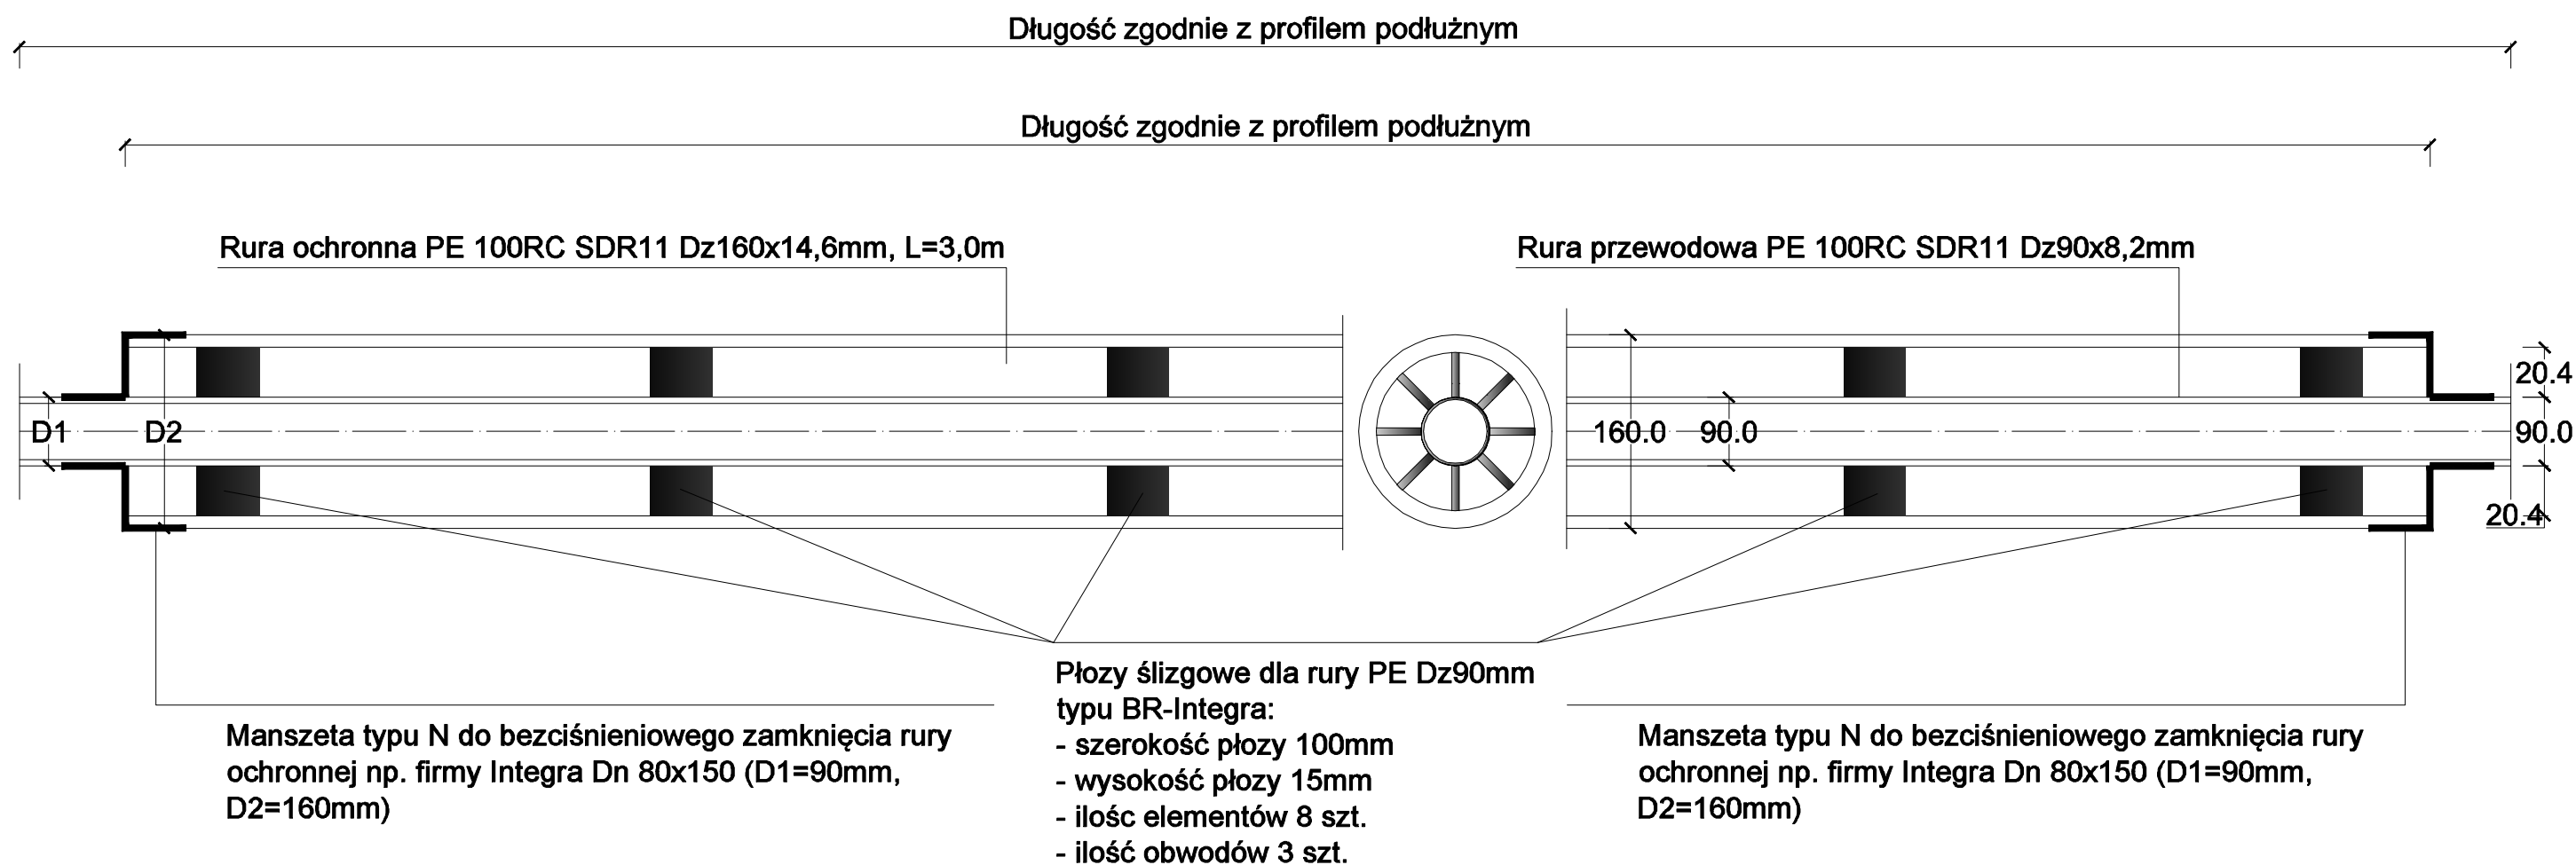 Długość zgodnie z profilem podłużnym
Długość zgodnie z profilem podłużnym
Rura ochronna PE 100RC SDR11 Dz160x14,6mm, L=3,0m
Rura przewodowa PE 100RC SDR11 Dz90x8,2mm
20.4
D1
D2
160.0
90.0
90.0
20.4
Płozy ślizgowe dla rury PE Dz90mm
typu BR-Integra:
- szerokość płozy 100mm
- wysokość płozy 15mm
- ilośc elementów 8 szt.
- ilość obwodów 3 szt.
Manszeta typu N do bezciśnieniowego zamknięcia rury
ochronnej np. firmy Integra Dn 80x150 (D1=90mm,
D2=160mm)
Manszeta typu N do bezciśnieniowego zamknięcia rury
ochronnej np. firmy Integra Dn 80x150 (D1=90mm,
D2=160mm)